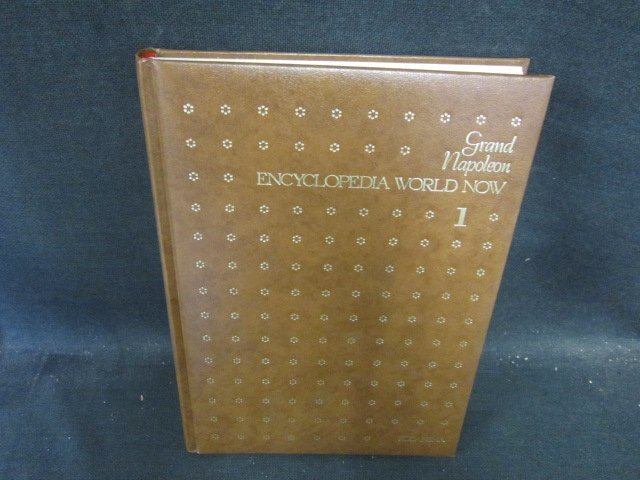 Grand
Napoleon
ENCYCLOPEDIA WORLD NOW
1